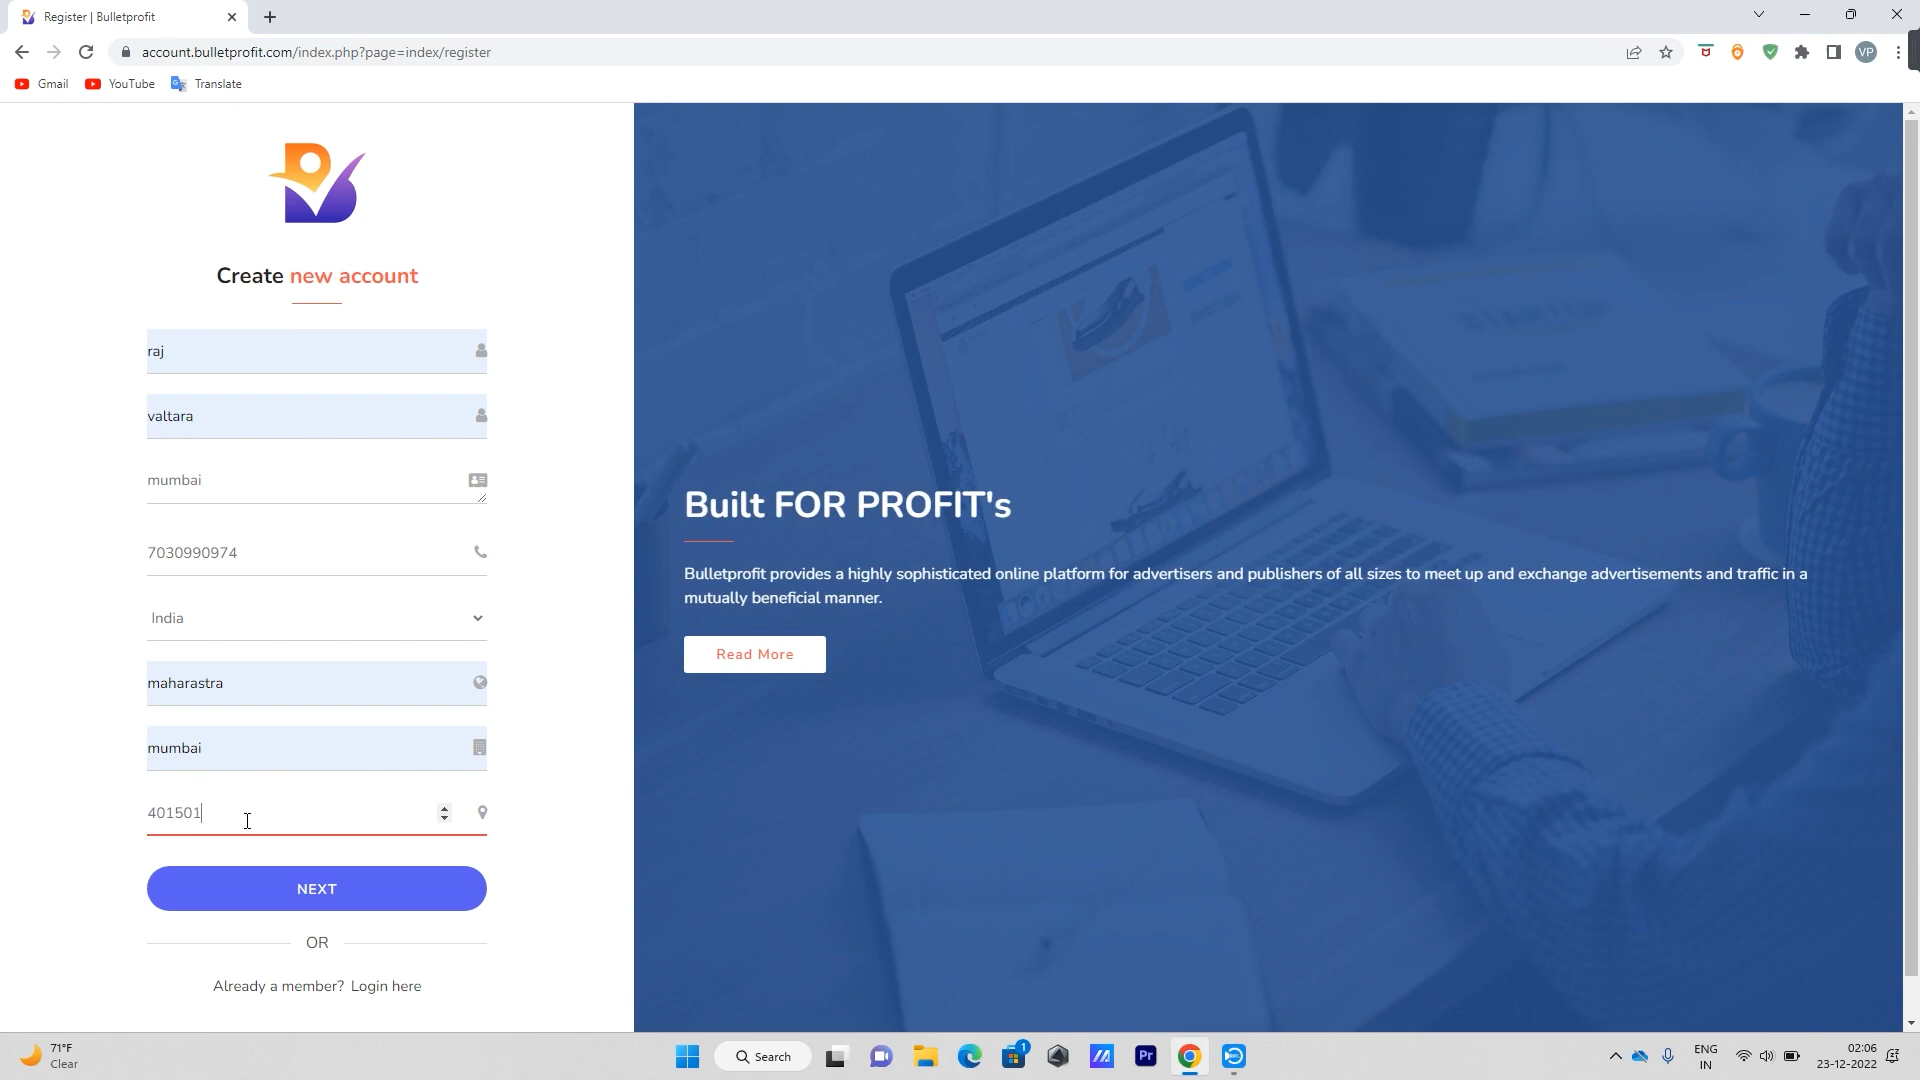 Register | Bulletprofit
account.bulletprofit.com/index.php?page=index/register
VP
Gmail
YouTube
Translate
Create new account
raj
valtara
mumbai
7030990974
India
maharastra
mumbai
401501
NEXT
OR
Already a member? Login here
Built FOR PROFIT's
Bulletprofit provides a highly sophisticated online platform for advertisers and publishers of all sizes to meet up and exchange advertisements and traffic in a
mutually beneficial manner.
Read More
71°F
Clear
Search
1
Pr
ENG
IN
02:06
23-12-2022